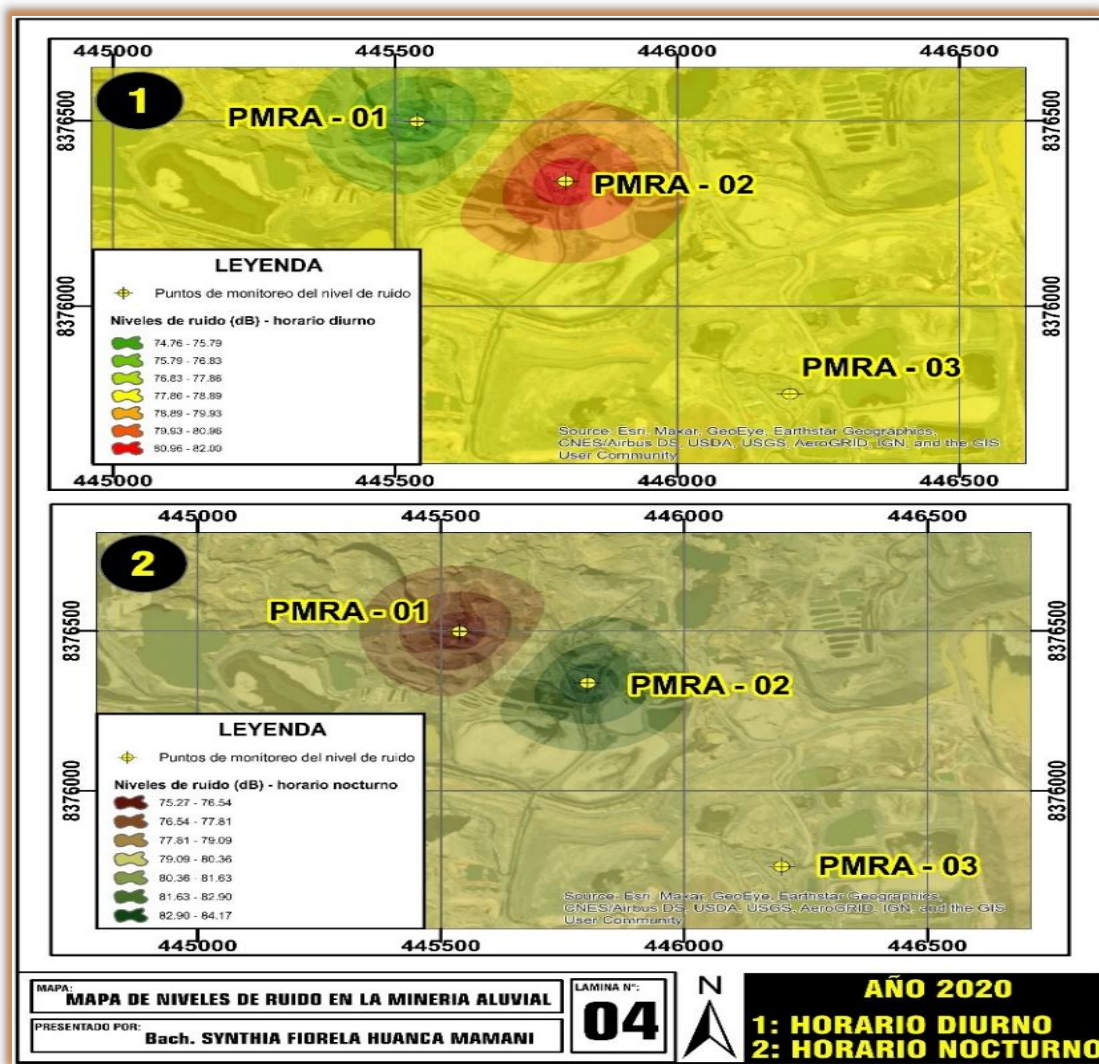 445000 445500 446000 446500
1
PMRA - 01
PMRA - 02
PMRA - 03
8376500
8376000
8376500
8376000
LEYENDA
Puntos de monitoreo del nivel de ruido
Niveles de ruido (dB) - horario diurno
74.76 - 75.79
75.79 - 76.83
76.83 - 77.86
77.86 - 78.89
78.89 - 79.93
79.93 - 80.96
80.96 - 82.00
Source: Esri, Maxar, GeoEye, Earthstar Geographics,
CNES/Airbus DS, USDA, USGS, AeroGRID, IGN, and the GIS
User Community
445000 445500 446000 446500
445000 445500 446000 446500
2
PMRA - 01
PMRA - 02
PMRA - 03
8376500
8376000
8376500
8376000
LEYENDA
Puntos de monitoreo del nivel de ruido
Niveles de ruido (dB) - horario nocturno
75.27 - 76.54
76.54 - 77.81
77.81 - 79.09
79.09 - 80.36
80.36 - 81.63
81.63 - 82.90
82.90 - 84.17
Source: Esri, Maxar, GeoEye, Earthstar Geographics,
CNES/Airbus DS, USDA, USGS, AeroGRID, IGN, and the GIS
User Community
445000 445500 446000 446500
MAPA:
MAPA DE NIVELES DE RUIDO EN LA MINERIA ALUVIAL
PRESENTADO POR:
Bach. SYNTHIA FIORELA HUANCA MAMANI
LAMINA N°:
04
N
AÑO 2020
1: HORARIO DIURNO
2: HORARIO NOCTURNO